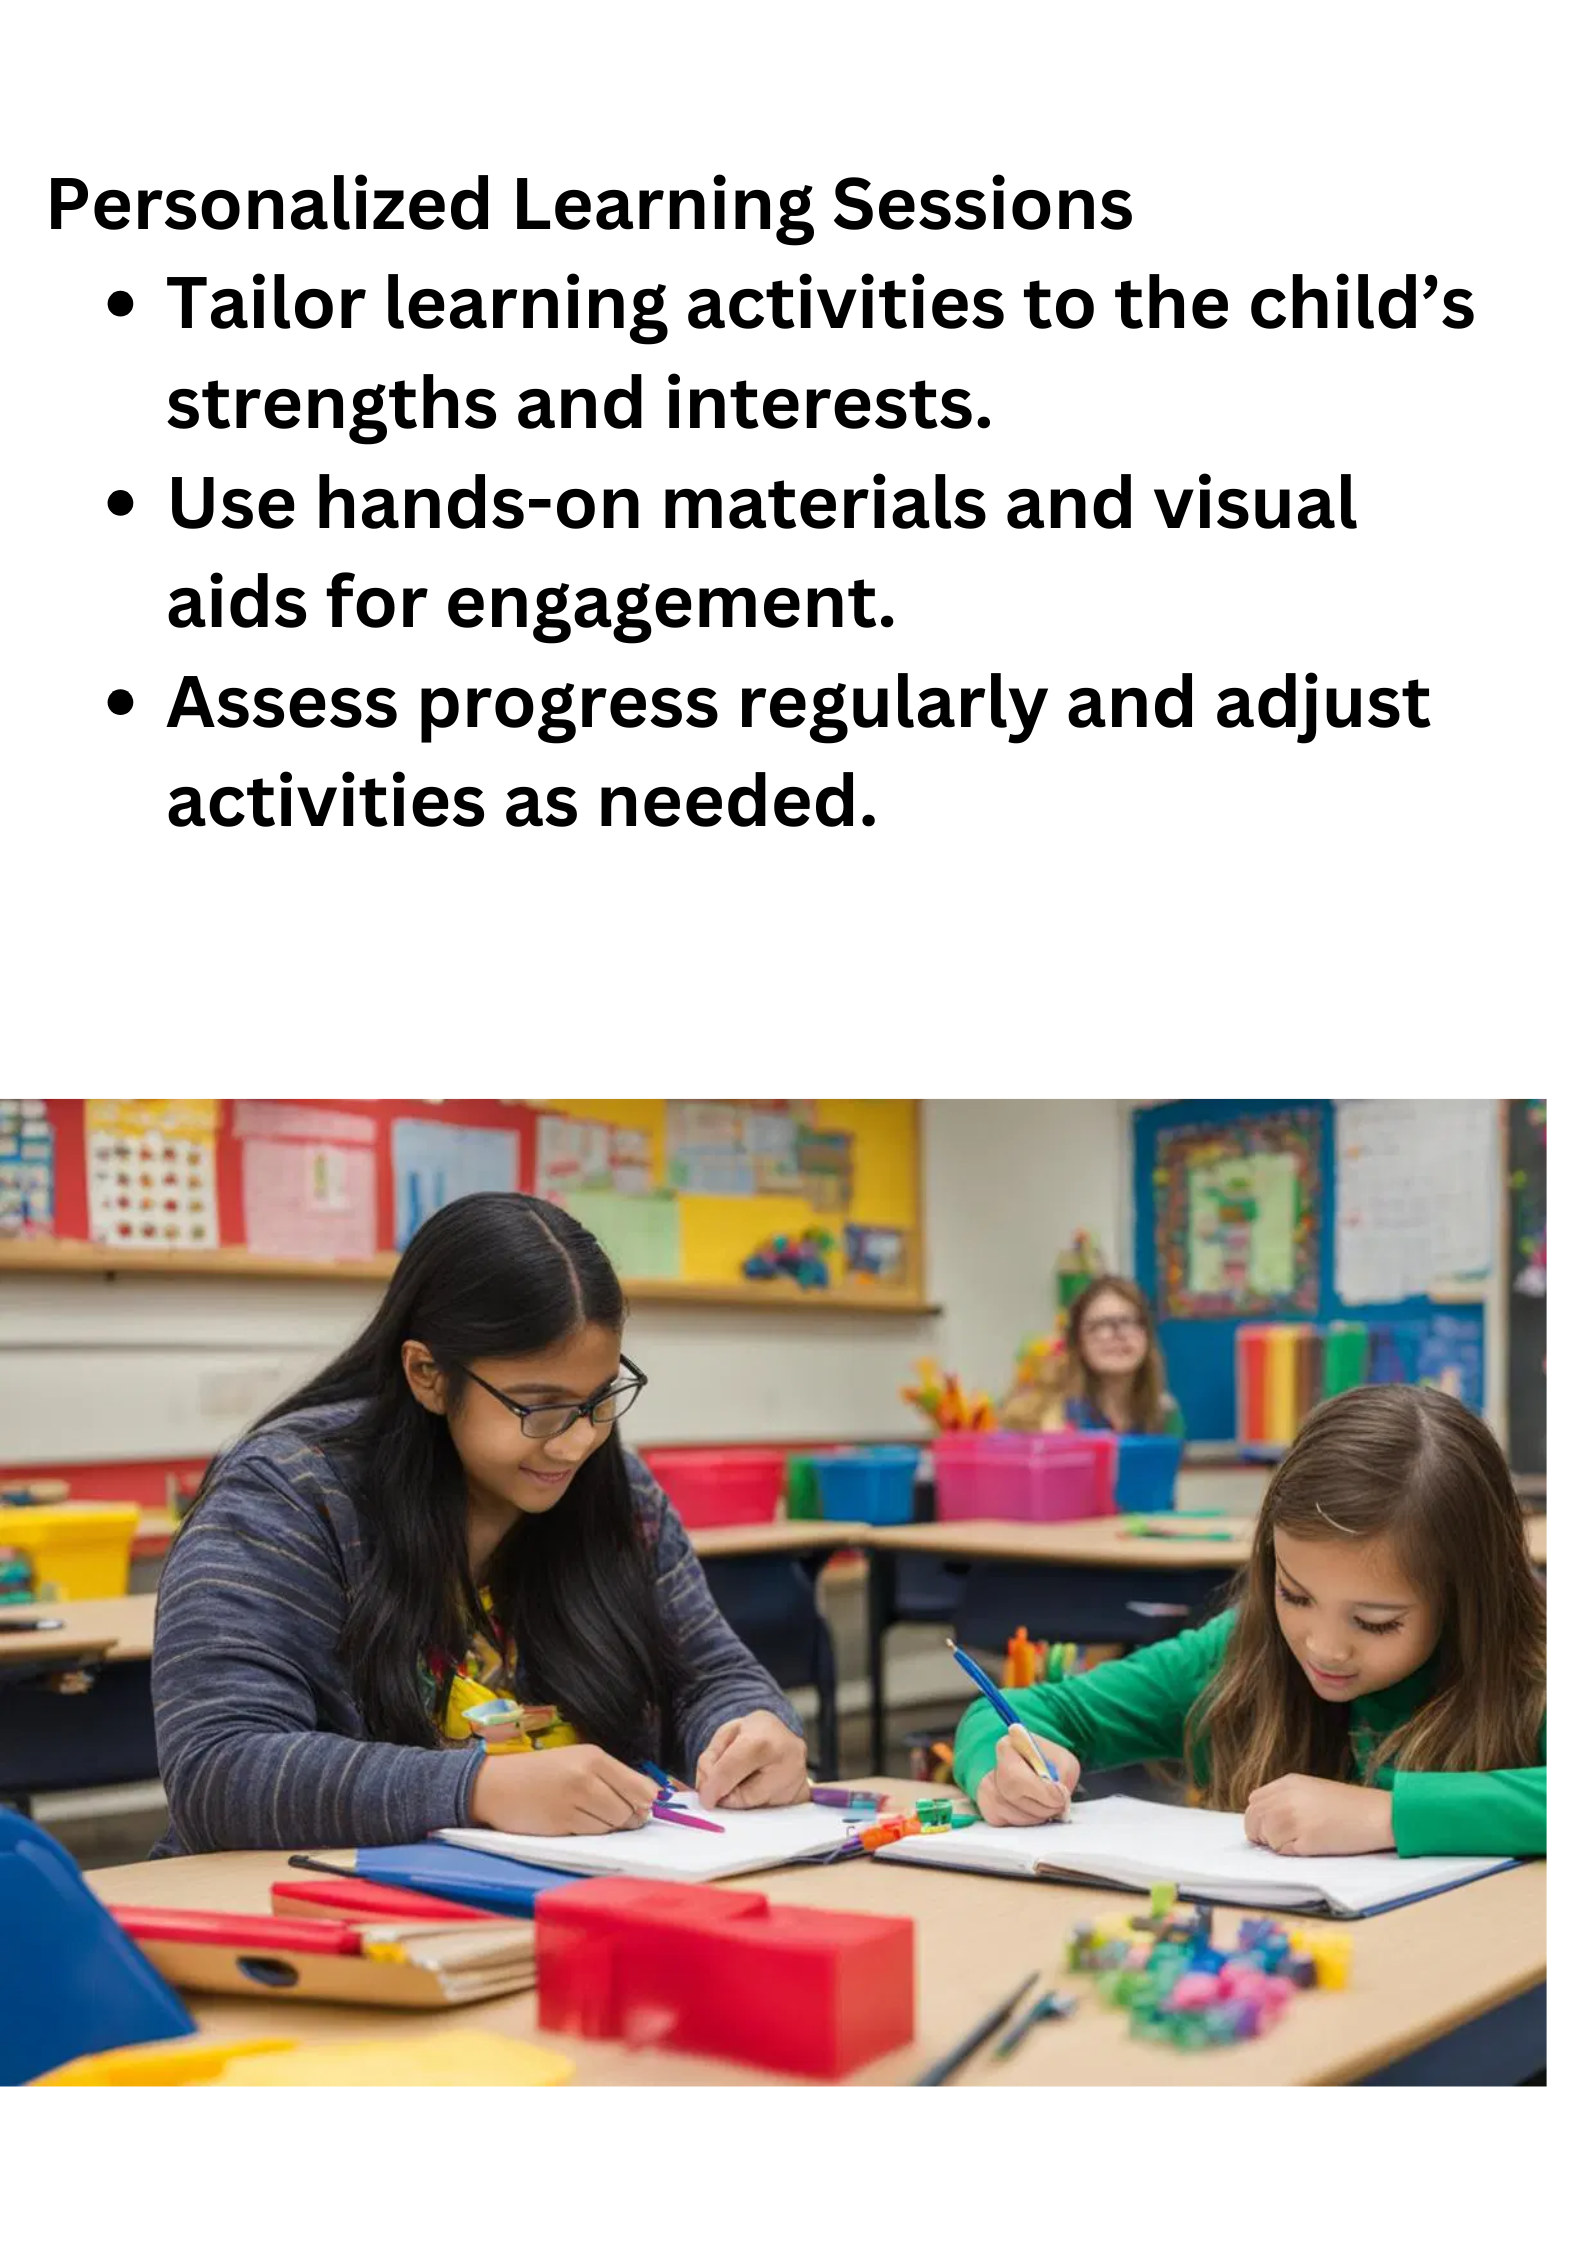 Personalized Learning Sessions
• Tailor learning activities to the child’s
strengths and interests.
• Use hands-on materials and visual
aids for engagement.
• Assess progress regularly and adjust
activities as needed.